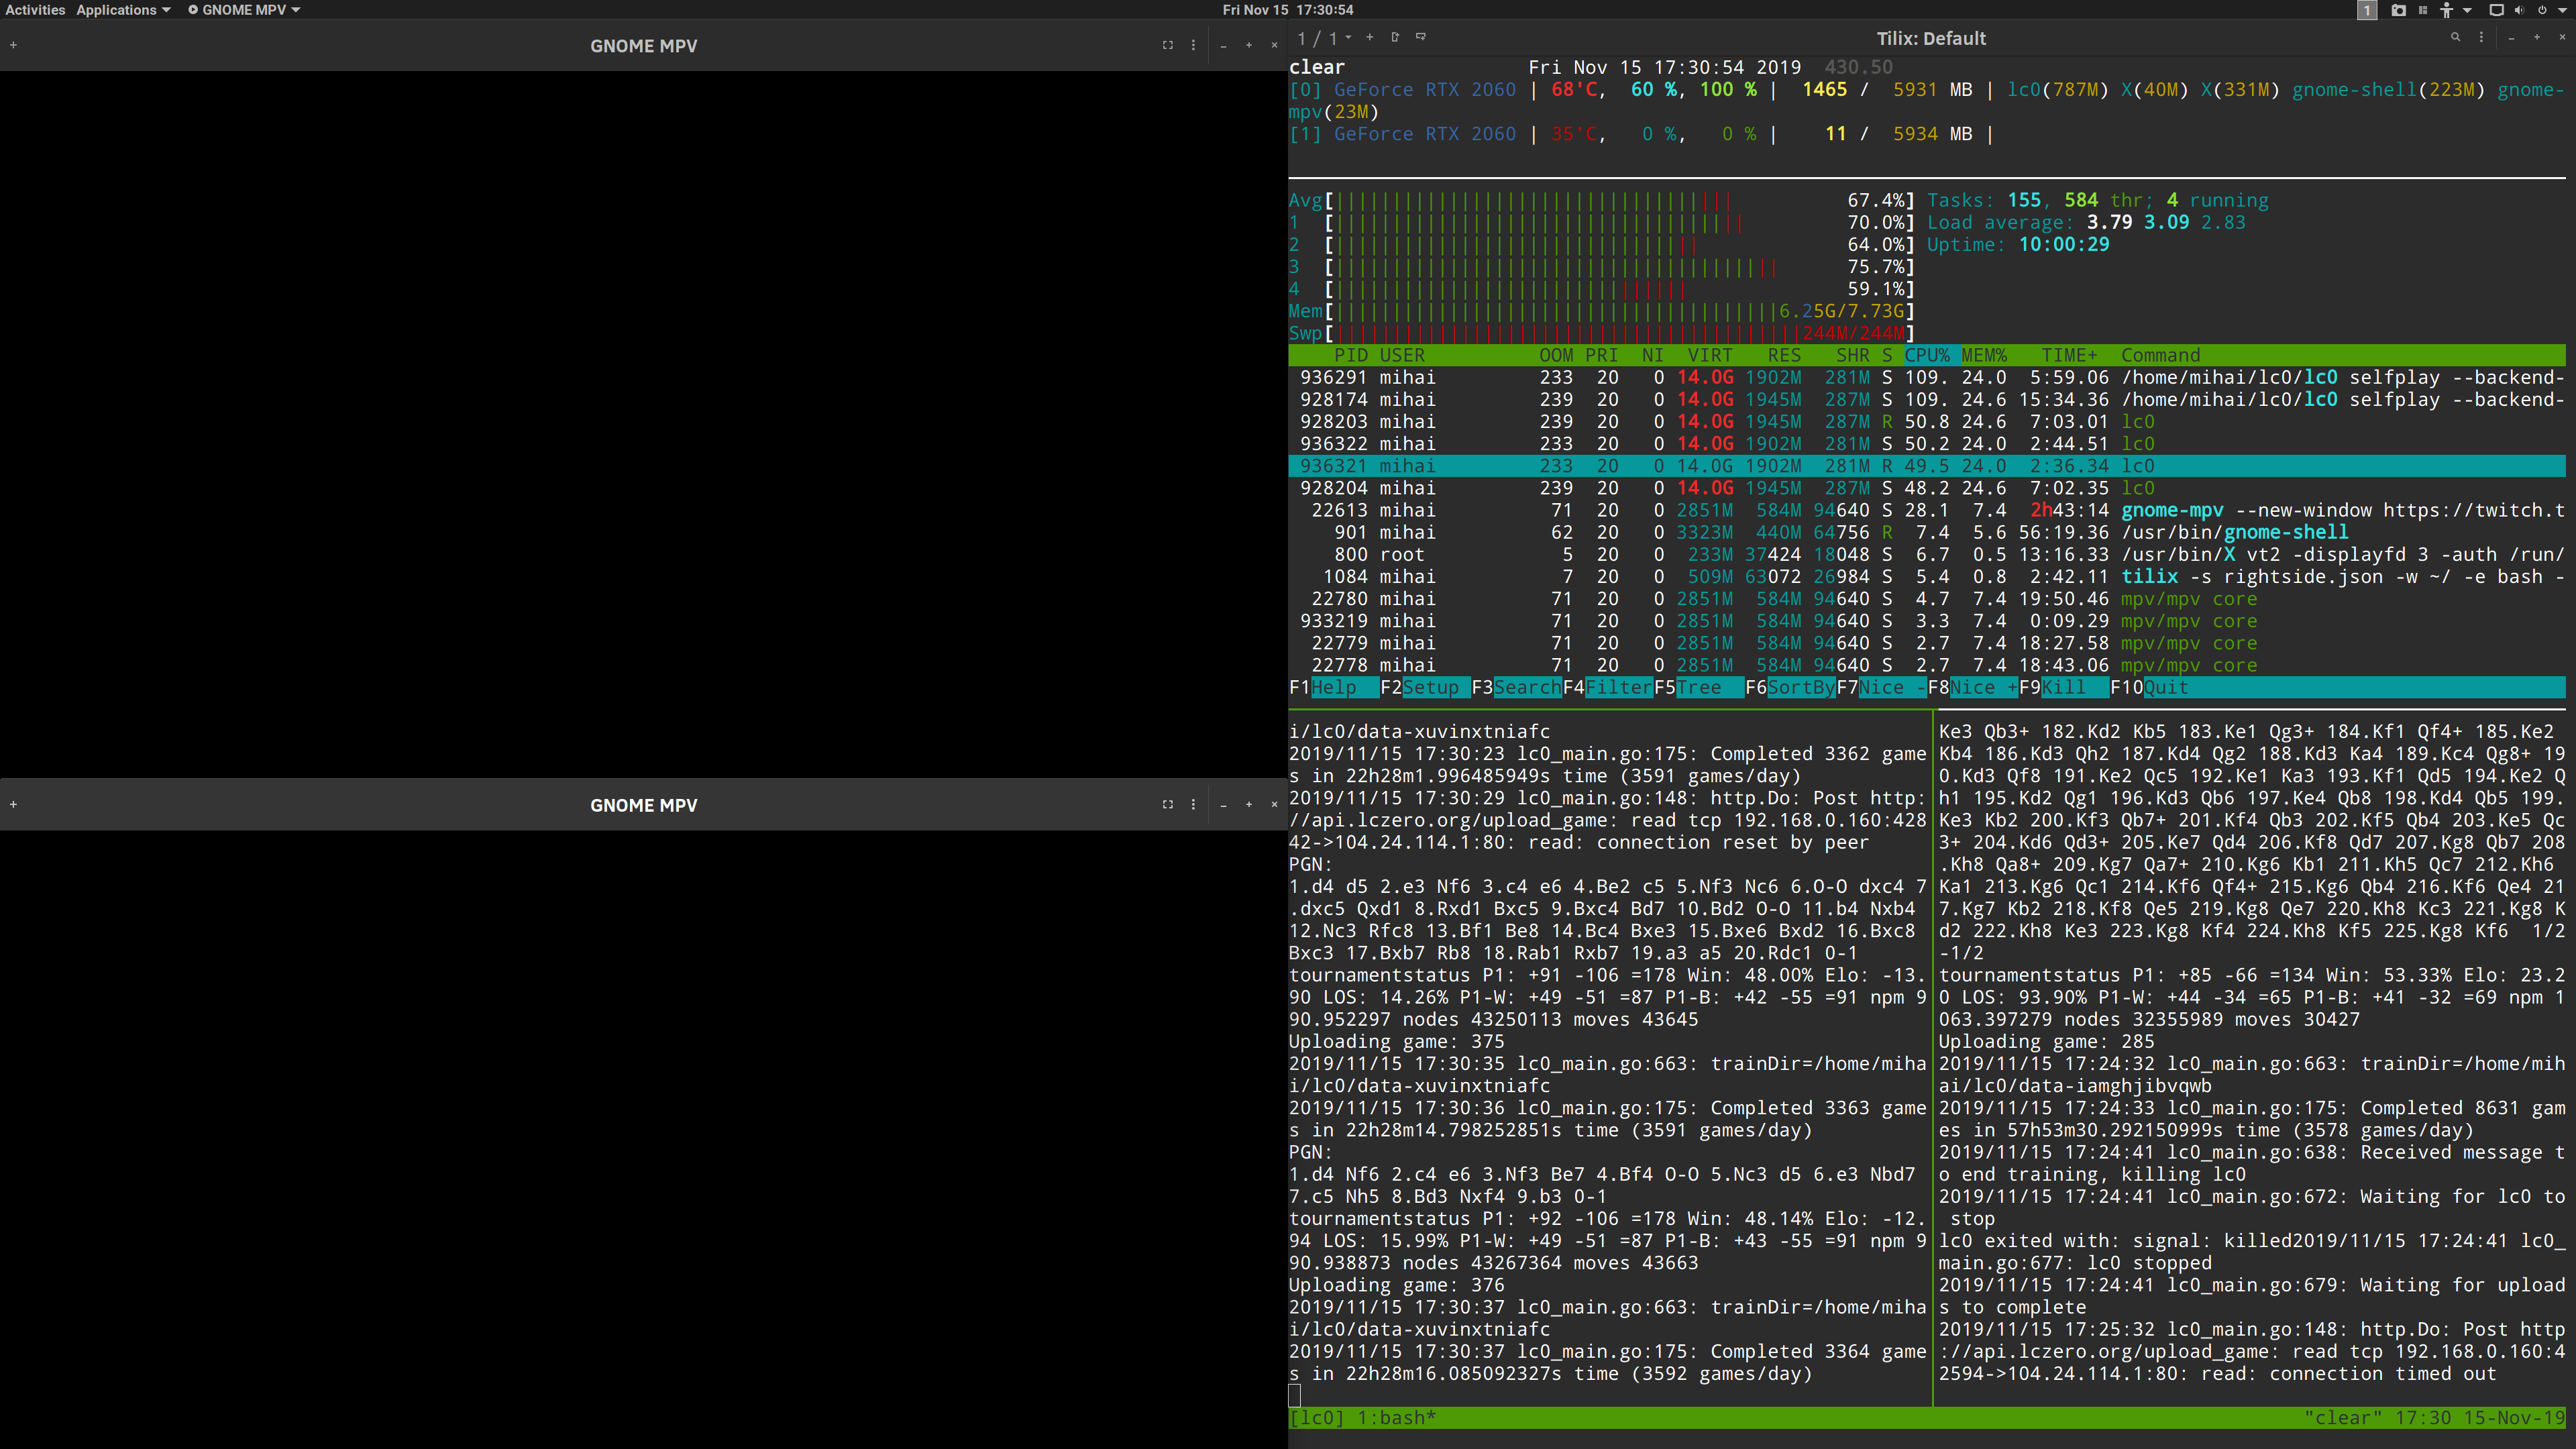 Activities Applications GNOME MPV Fri Nov 15 17:30:54 1
GNOME MPV
GNOME MPV
1 / 1 Tilix: Default
clear Fri Nov 15 17:30:54 2019 430.50
[0] GeForce RTX 2060 | 68'C, 60 %, 100 % | 1465 / 5931 MB | lc0(787M) X(40M) X(331M) gnome-shell(223M) gnome-
mpv(23M)
[1] GeForce RTX 2060 | 35'C, 0 %, 0 % | 11 / 5934 MB |
Avg[ 67.4%] Tasks: 155, 584 thr; 4 running
1 [ 70.0%] Load average: 3.79 3.09 2.83
2 [ 64.0%] Uptime: 10:00:29
3 [ 75.7%]
4 [ 59.1%]
Mem[ 6.25G/7.73G]
Swp[ 244M/244M]
PID USER OOM PRI NI VIRT RES SHR S CPU% MEM% TIME+ Command
936291 mihai 233 20 0 14.0G 1902M 281M S 109. 24.0 5:59.06 /home/mihai/lc0/lc0 selfplay --backend-
928174 mihai 239 20 0 14.0G 1945M 287M S 109. 24.6 15:34.36 /home/mihai/lc0/lc0 selfplay --backend-
928203 mihai 239 20 0 14.0G 1945M 287M R 50.8 24.6 7:03.01 lc0
936322 mihai 233 20 0 14.0G 1902M 281M S 50.2 24.0 2:44.51 lc0
936321 mihai 233 20 0 14.0G 1902M 281M R 49.5 24.0 2:36.34 lc0
928204 mihai 239 20 0 14.0G 1945M 287M S 48.2 24.6 7:02.35 lc0
22613 mihai 71 20 0 2851M 584M 94640 S 28.1 7.4 2h43:14 gnome-mpv --new-window https://twitch.t
901 mihai 62 20 0 3323M 440M 64756 R 7.4 5.6 56:19.36 /usr/bin/gnome-shell
800 root 5 20 0 233M 37424 18048 S 6.7 0.5 13:16.33 /usr/bin/X vt2 -displayfd 3 -auth /run/
1084 mihai 7 20 0 509M 63072 26984 S 5.4 0.8 2:42.11 tilix -s rightside.json -w ~/ -e bash -
22780 mihai 71 20 0 2851M 584M 94640 S 4.7 7.4 19:50.46 mpv/mpv core
933219 mihai 71 20 0 2851M 584M 94640 S 3.3 7.4 0:09.29 mpv/mpv core
22779 mihai 71 20 0 2851M 584M 94640 S 2.7 7.4 18:27.58 mpv/mpv core
22778 mihai 71 20 0 2851M 584M 94640 S 2.7 7.4 18:43.06 mpv/mpv core
F1Help F2Setup F3SearchF4FilterF5Tree F6SortByF7Nice -F8Nice +F9Kill F10Quit
i/lc0/data-xuvinxtniafc
2019/11/15 17:30:23 lc0_main.go:175: Completed 3362 game
s in 22h28m1.996485949s time (3591 games/day)
2019/11/15 17:30:29 lc0_main.go:148: http.Do: Post http:
//api.lczero.org/upload_game: read tcp 192.168.0.160:428
42->104.24.114.1:80: read: connection reset by peer
PGN:
1.d4 d5 2.e3 Nf6 3.c4 e6 4.Be2 c5 5.Nf3 Nc6 6.O-O dxc4 7
.dxc5 Qxd1 8.Rxd1 Bxc5 9.Bxc4 Bd7 10.Bd2 O-O 11.b4 Nxb4
12.Nc3 Rfc8 13.Bf1 Be8 14.Bc4 Bxe3 15.Bxe6 Bxd2 16.Bxc8
Bxc3 17.Bxb7 Rb8 18.Rab1 Rxb7 19.a3 a5 20.Rdc1 0-1
tournamentstatus P1: +91 -106 =178 Win: 48.00% Elo: -13.
90 LOS: 14.26% P1-W: +49 -51 =87 P1-B: +42 -55 =91 npm 9
90.952297 nodes 43250113 moves 43645
Uploading game: 375
2019/11/15 17:30:35 lc0_main.go:663: trainDir=/home/miha
i/lc0/data-xuvinxtniafc
2019/11/15 17:30:36 lc0_main.go:175: Completed 3363 game
s in 22h28m14.798252851s time (3591 games/day)
PGN:
1.d4 Nf6 2.c4 e6 3.Nf3 Be7 4.Bf4 O-O 5.Nc3 d5 6.e3 Nbd7
7.c5 Nh5 8.Bd3 Nxf4 9.b3 0-1
tournamentstatus P1: +92 -106 =178 Win: 48.14% Elo: -12.
94 LOS: 15.99% P1-W: +49 -51 =87 P1-B: +43 -55 =91 npm 9
90.938873 nodes 43267364 moves 43663
Uploading game: 376
2019/11/15 17:30:37 lc0_main.go:663: trainDir=/home/miha
i/lc0/data-xuvinxtniafc
2019/11/15 17:30:37 lc0_main.go:175: Completed 3364 game
s in 22h28m16.085092327s time (3592 games/day)
Ke3 Qb3+ 182.Kd2 Kb5 183.Ke1 Qg3+ 184.Kf1 Qf4+ 185.Ke2
Kb4 186.Kd3 Qh2 187.Kd4 Qg2 188.Kd3 Ka4 189.Kc4 Qg8+ 19
0.Kd3 Qf8 191.Ke2 Qc5 192.Ke1 Ka3 193.Kf1 Qd5 194.Ke2 Q
h1 195.Kd2 Qg1 196.Kd3 Qb6 197.Ke4 Qb8 198.Kd4 Qb5 199.
Ke3 Kb2 200.Kf3 Qb7+ 201.Kf4 Qb3 202.Kf5 Qb4 203.Ke5 Qc
3+ 204.Kd6 Qd3+ 205.Ke7 Qd4 206.Kf8 Qd7 207.Kg8 Qb7 208
.Kh8 Qa8+ 209.Kg7 Qa7+ 210.Kg6 Kb1 211.Kh5 Qc7 212.Kh6
Ka1 213.Kg6 Qc1 214.Kf6 Qf4+ 215.Kg6 Qb4 216.Kf6 Qe4 21
7.Kg7 Kb2 218.Kf8 Qe5 219.Kg8 Qe7 220.Kh8 Kc3 221.Kg8 K
d2 222.Kh8 Ke3 223.Kg8 Kf4 224.Kh8 Kf5 225.Kg8 Kf6 1/2
-1/2
tournamentstatus P1: +85 -66 =134 Win: 53.33% Elo: 23.2
0 LOS: 93.90% P1-W: +44 -34 =65 P1-B: +41 -32 =69 npm 1
063.397279 nodes 32355989 moves 30427
Uploading game: 285
2019/11/15 17:24:32 lc0_main.go:663: trainDir=/home/mih
ai/lc0/data-iamghjibvqwb
2019/11/15 17:24:33 lc0_main.go:175: Completed 8631 gam
es in 57h53m30.292150999s time (3578 games/day)
2019/11/15 17:24:41 lc0_main.go:638: Received message t
o end training, killing lc0
2019/11/15 17:24:41 lc0_main.go:672: Waiting for lc0 to
stop
lc0 exited with: signal: killed2019/11/15 17:24:41 lc0_
main.go:677: lc0 stopped
2019/11/15 17:24:41 lc0_main.go:679: Waiting for upload
s to complete
2019/11/15 17:25:32 lc0_main.go:148: http.Do: Post http
://api.lczero.org/upload_game: read tcp 192.168.0.160:4
2594->104.24.114.1:80: read: connection timed out
[lc0] 1:bash* "clear" 17:30 15-Nov-19